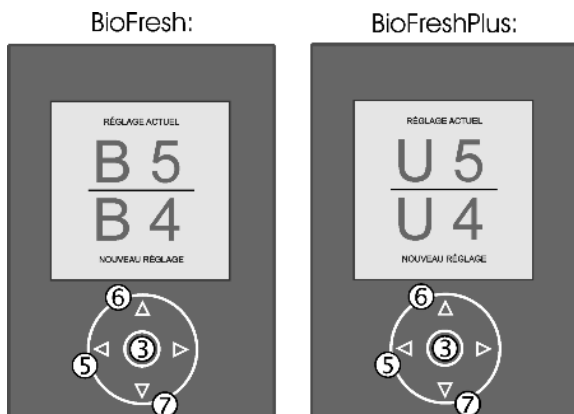 BioFresh:
RÉGLAGE ACTUEL
B 5
B 4
NOUVEAU RÉGLAGE
6
5
3
7
BioFreshPlus:
RÉGLAGE ACTUEL
U 5
U 4
NOUVEAU RÉGLAGE
6
5
3
7